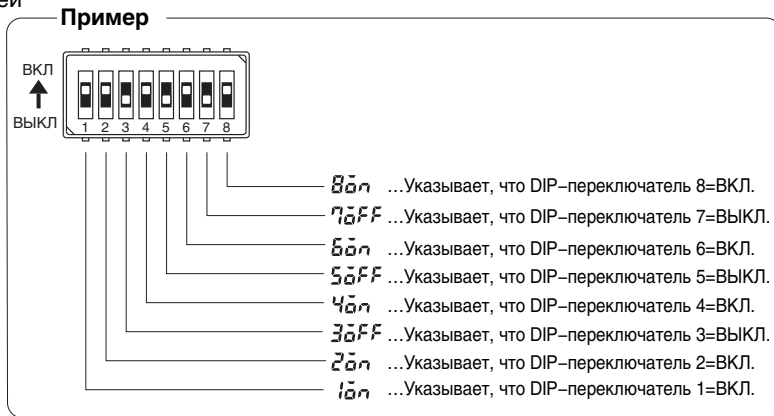 ей
Пример
ВКЛ
ВЫКЛ
1 2 3 4 5 6 7 8
8on ...Указывает, что DIP–переключатель 8=ВКЛ.
7oFF ...Указывает, что DIP–переключатель 7=ВЫКЛ.
6on ...Указывает, что DIP–переключатель 6=ВКЛ.
5oFF ...Указывает, что DIP–переключатель 5=ВЫКЛ.
4on ...Указывает, что DIP–переключатель 4=ВКЛ.
3oFF ...Указывает, что DIP–переключатель 3=ВЫКЛ.
2on ...Указывает, что DIP–переключатель 2=ВКЛ.
1on ...Указывает, что DIP–переключатель 1=ВКЛ.